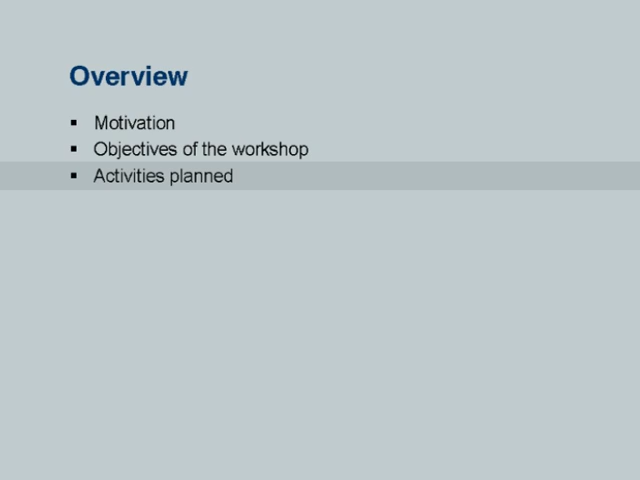 Overview
▪ Motivation
▪ Objectives of the workshop
▪ Activities planned